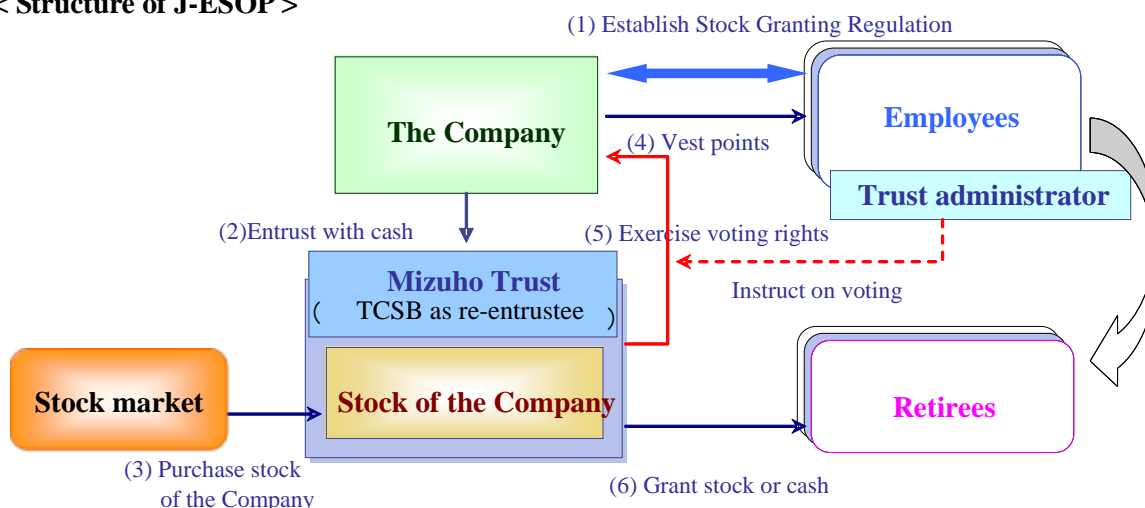 < Structure of J-ESOP >
(1) Establish Stock Granting Regulation
The Company
Employees
(4) Vest points
Trust administrator
(2)Entrust with cash
(5) Exercise voting rights
Mizuho Trust
( TCSB as re-entrustee )
Instruct on voting
Stock market
Stock of the Company
Retirees
(3) Purchase stock
of the Company
(6) Grant stock or cash